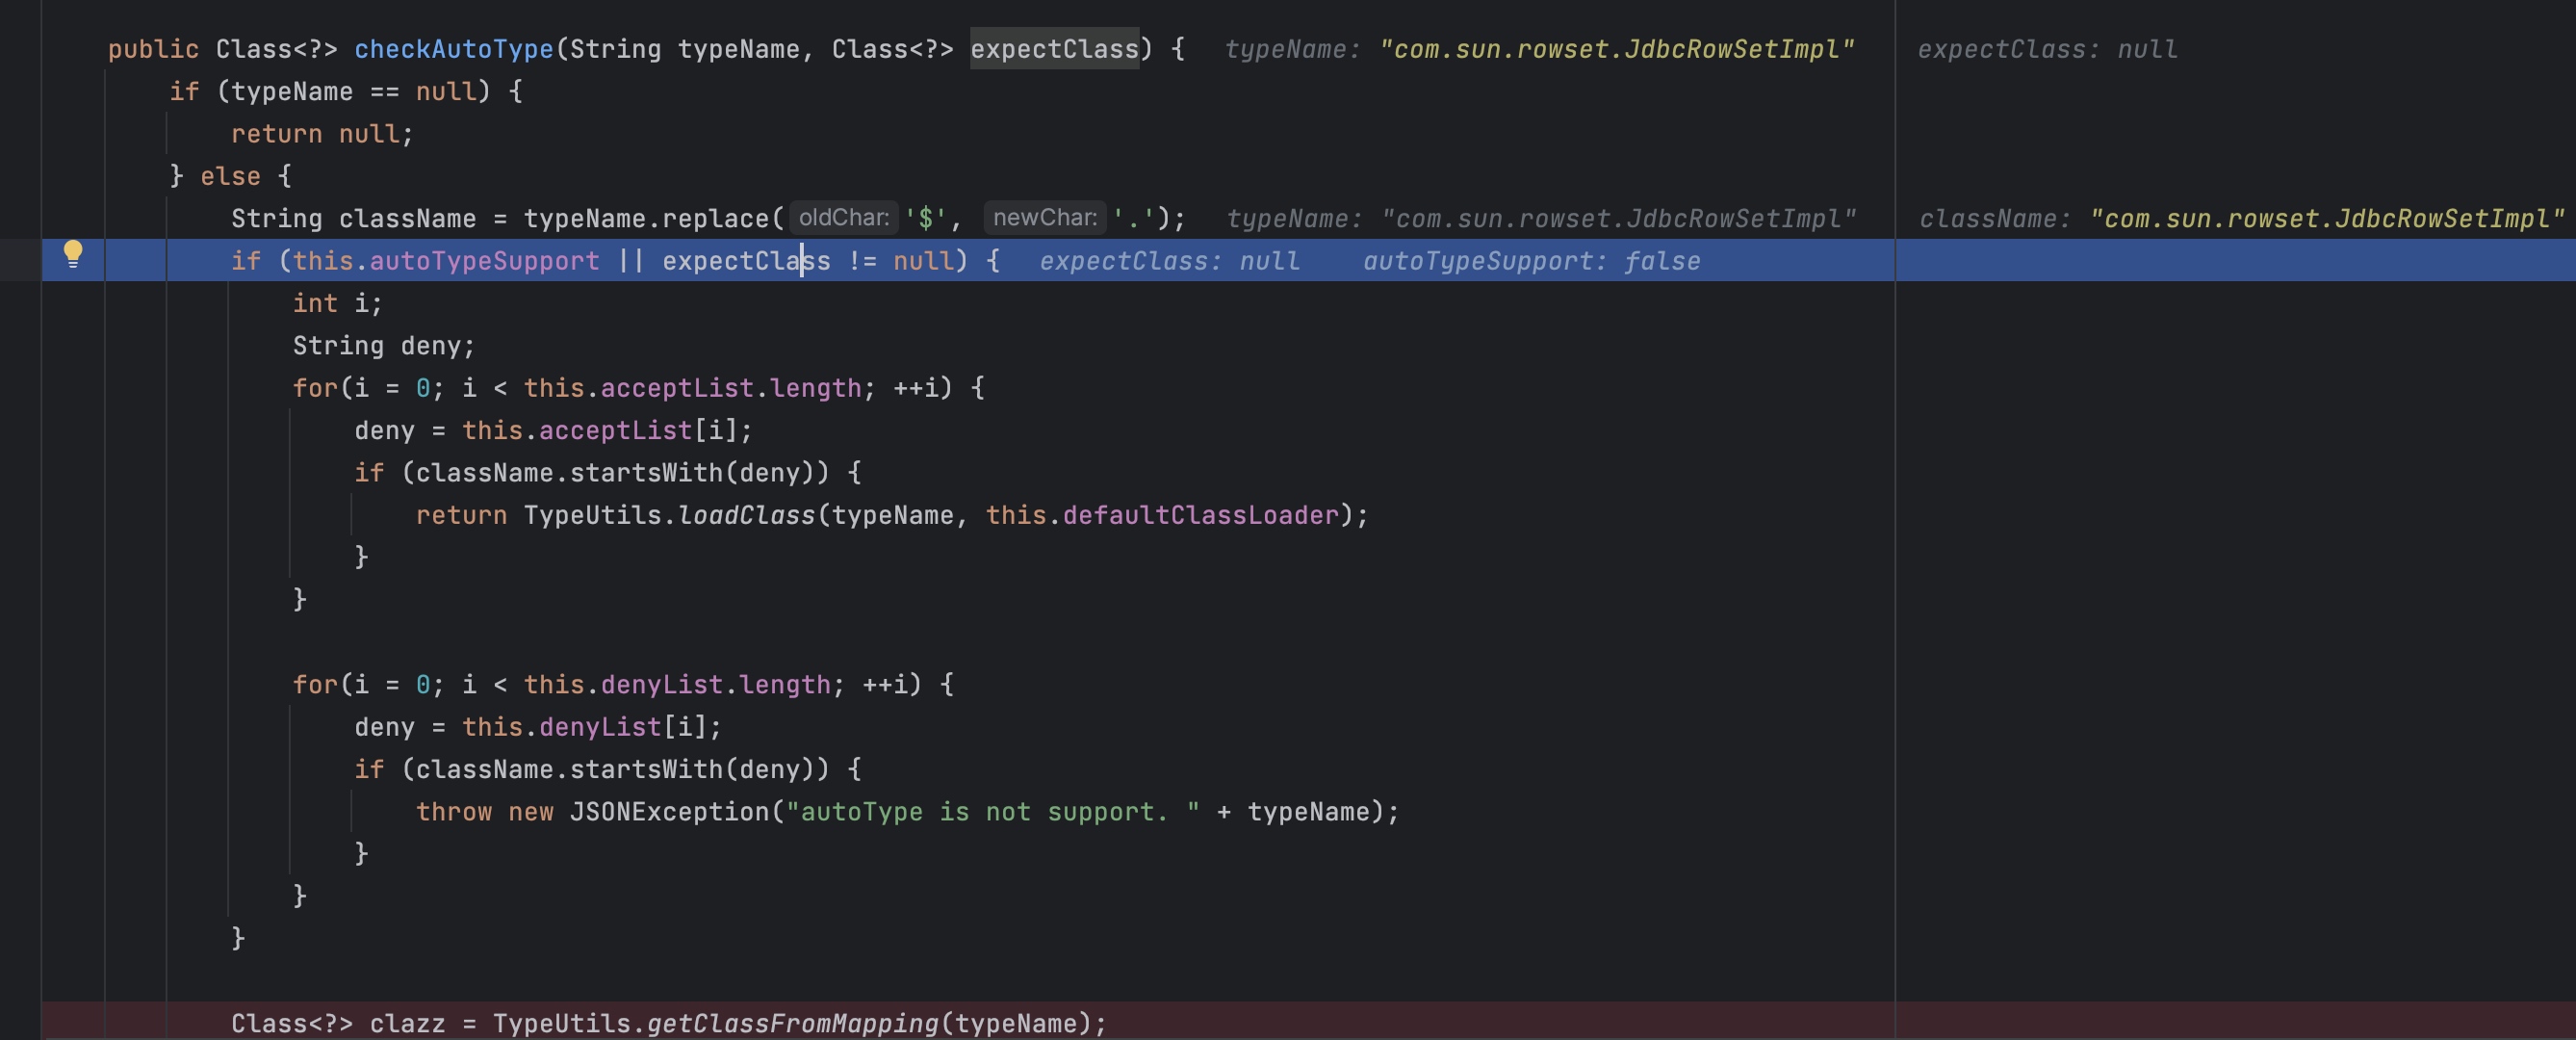 public Class<?> checkAutoType(String typeName, Class<?> expectClass) {   typeName: "com.sun.rowset.JdbcRowSetImpl"    expectClass: null
    if (typeName == null) {
        return null;
    } else {
        String className = typeName.replace( oldChar: '$',  newChar: '.');   typeName: "com.sun.rowset.JdbcRowSetImpl"    className: "com.sun.rowset.JdbcRowSetImpl"
        if (this.autoTypeSupport || expectClass != null) {   expectClass: null    autoTypeSupport: false
            int i;
            String deny;
            for(i = 0; i < this.acceptList.length; ++i) {
                deny = this.acceptList[i];
                if (className.startsWith(deny)) {
                    return TypeUtils.loadClass(typeName, this.defaultClassLoader);
                }
            }
            for(i = 0; i < this.denyList.length; ++i) {
                deny = this.denyList[i];
                if (className.startsWith(deny)) {
                    throw new JSONException("autoType is not support. " + typeName);
                }
            }
        }
        Class<?> clazz = TypeUtils.getClassFromMapping(typeName);